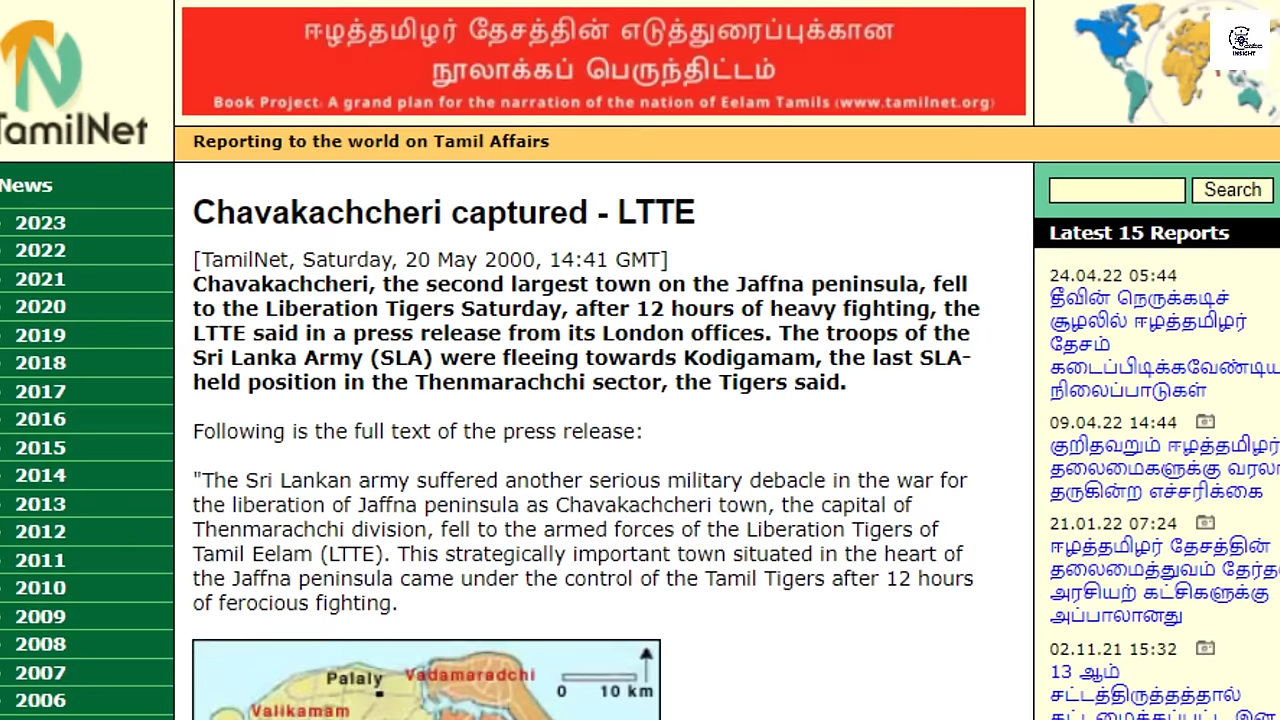 ஈழத்தமிழர் தேசத்தின் எடுத்துரைப்புக்கான
நூலாக்கப் பெருந்திட்டம்
Book Project: A grand plan for the narration of the nation of Eelam Tamils (www.tamilnet.org)
INSIGHT
TamilNet
Reporting to the world on Tamil Affairs
News
2023
2022
2021
2020
2019
2018
2017
2016
2015
2014
2013
2012
2011
2010
2009
2008
2007
2006
Chavakachcheri captured - LTTE
[TamilNet, Saturday, 20 May 2000, 14:41 GMT]
Chavakachcheri, the second largest town on the Jaffna peninsula, fell
to the Liberation Tigers Saturday, after 12 hours of heavy fighting, the
LTTE said in a press release from its London offices. The troops of the
Sri Lanka Army (SLA) were fleeing towards Kodigamam, the last SLA-
held position in the Thenmarachchi sector, the Tigers said.
Following is the full text of the press release:
"The Sri Lankan army suffered another serious military debacle in the war for
the liberation of Jaffna peninsula as Chavakachcheri town, the capital of
Thenmarachchi division, fell to the armed forces of the Liberation Tigers of
Tamil Eelam (LTTE). This strategically important town situated in the heart of
the Jaffna peninsula came under the control of the Tamil Tigers after 12 hours
of ferocious fighting.
Palaly
Vadamaradchi
0 10 km
Valikamam
Search
Latest 15 Reports
24.04.22 05:44
தீவின் நெருக்கடிச்
சூழலில் ஈழத்தமிழர்
தேசம்
கடைப்பிடிக்கவேண்டிய
நிலைப்பாடுகள்
09.04.22 14:44
குறிதவறும் ஈழத்தமிழர்
தலைமைகளுக்கு வரலா
தருகின்ற எச்சரிக்கை
21.01.22 07:24
ஈழத்தமிழர் தேசத்தின்
தலைமைத்துவம் தேர்த
அரசியற் கட்சிகளுக்கு
அப்பாலானது
02.11.21 15:32
13 ஆம்
சட்டத்திருத்தத்தால்